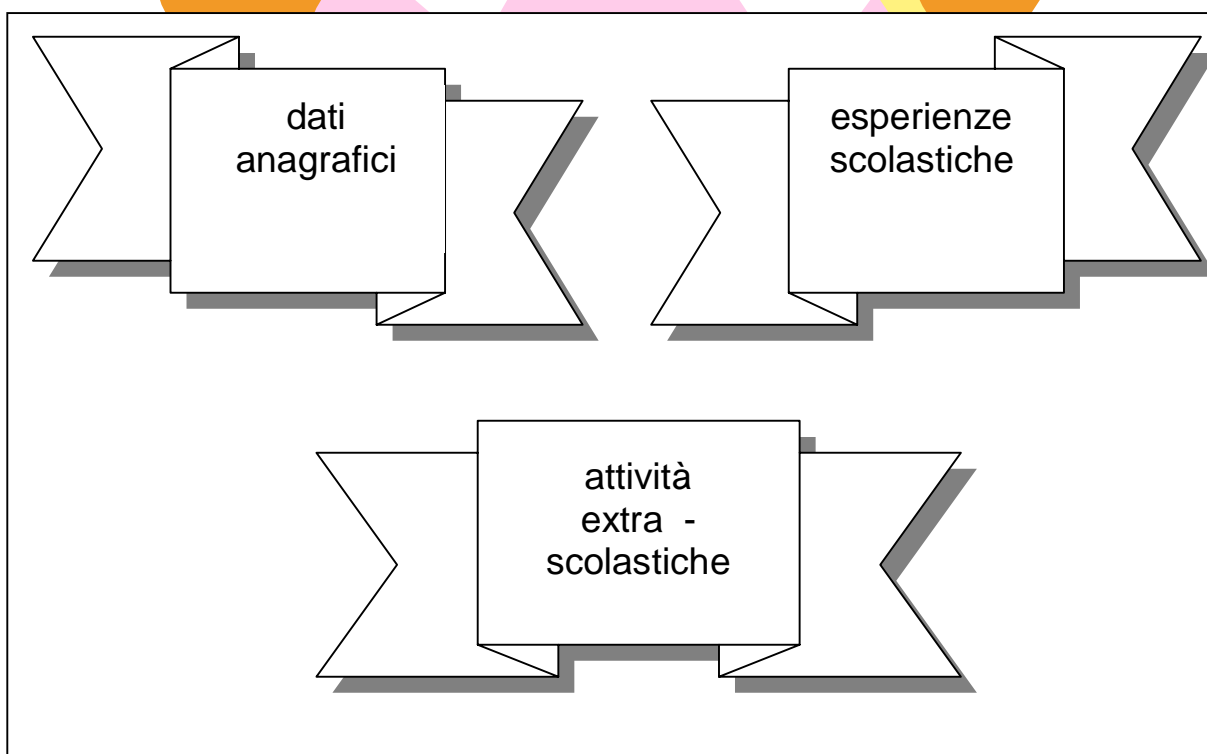 dati
anagrafici
esperienze
scolastiche
attività
extra -
scolastiche